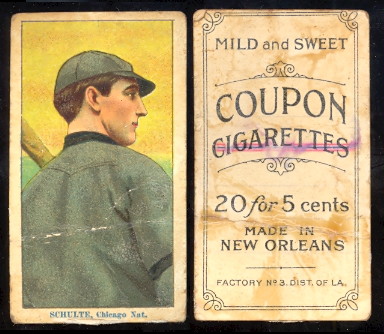 SCHULTE, Chicago Nat.
MILD and SWEET
COUPON
CIGARETTES
20 for 5 cents
MADE IN
NEW ORLEANS
FACTORY No 3. DIST. OF LA.